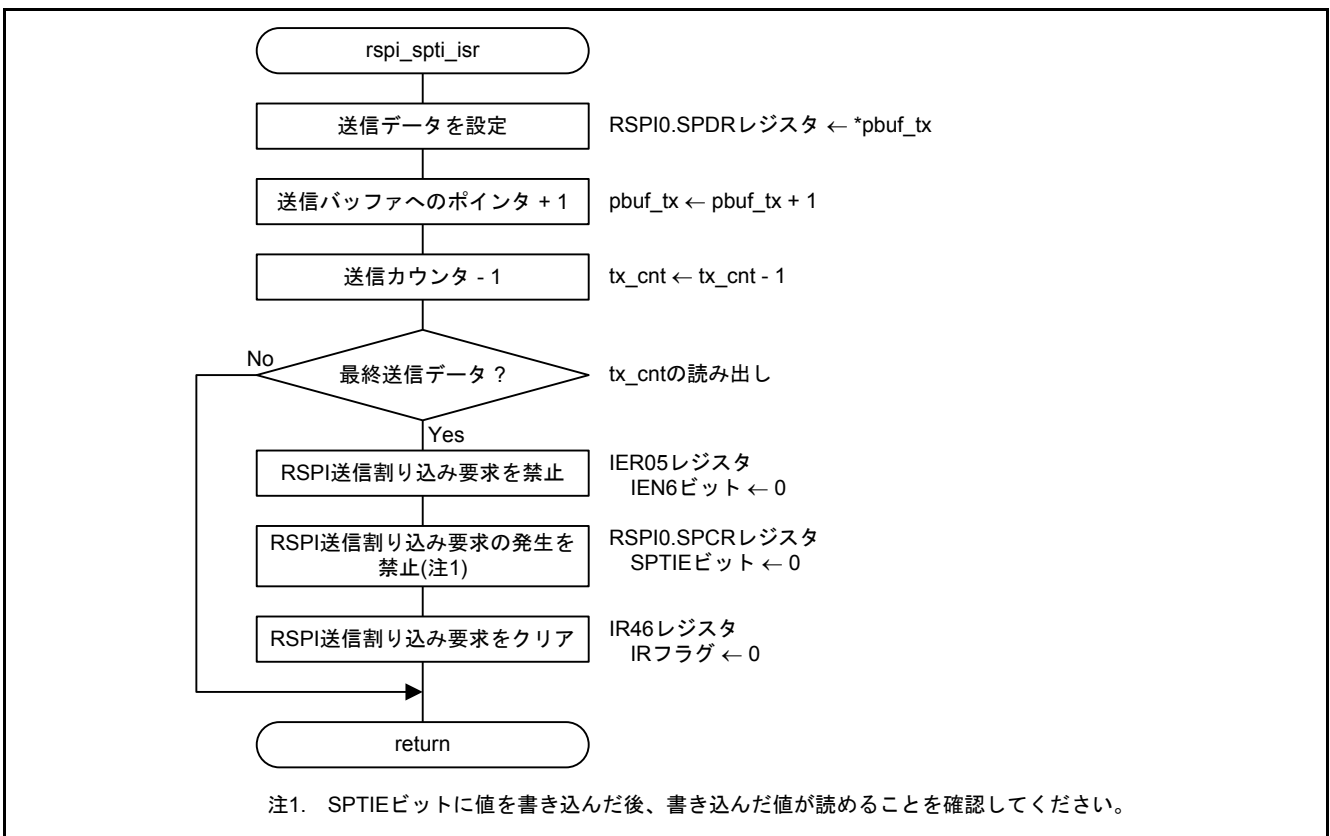 rspi_spti_isr
送信データを設定
RSPI0.SPDRレジスタ ← *pbuf_tx
送信バッファへのポインタ + 1
pbuf_tx ← pbuf_tx + 1
送信カウンタ - 1
tx_cnt ← tx_cnt - 1
No
最終送信データ ?
tx_cntの読み出し
Yes
RSPI送信割り込み要求を禁止
IER05レジスタ
IEN6ビット ← 0
RSPI送信割り込み要求の発生を
禁止(注1)
RSPI0.SPCRレジスタ
SPTIEビット ← 0
RSPI送信割り込み要求をクリア
IR46レジスタ
IRフラグ ← 0
return
注1. SPTIEビットに値を書き込んだ後、書き込んだ値が読めることを確認してください。